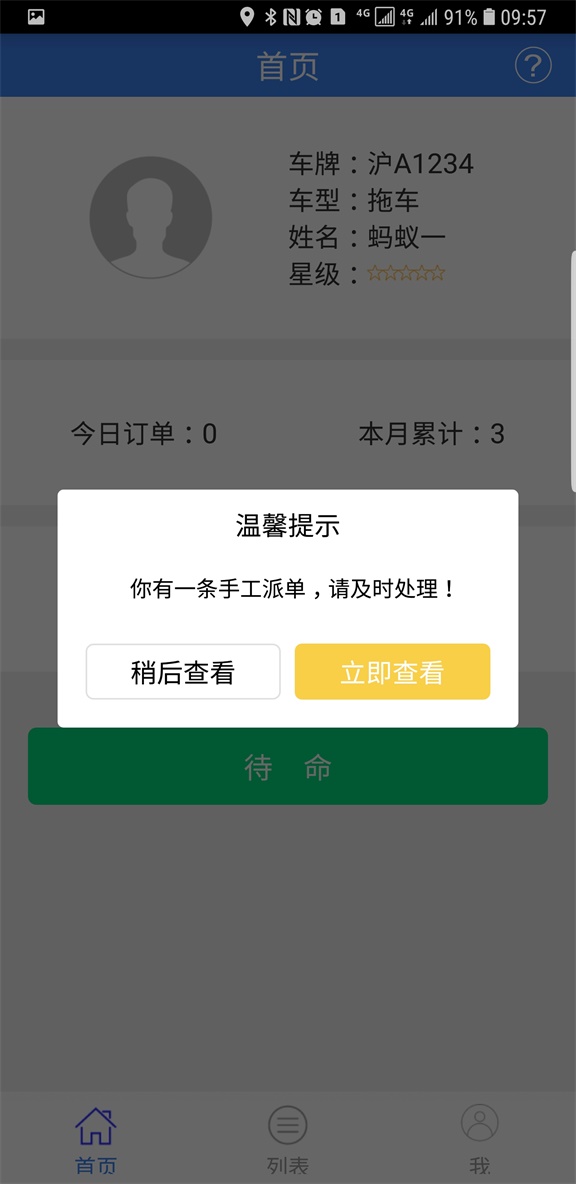 4G 4G 91% 09:57
首页
车牌：沪A1234
车型：拖车
姓名：蚂蚁一
星级：
今日订单：0 本月累计：3
温馨提示
你有一条手工派单，请及时处理！
稍后查看 立即查看
待 命
首页 列表 我